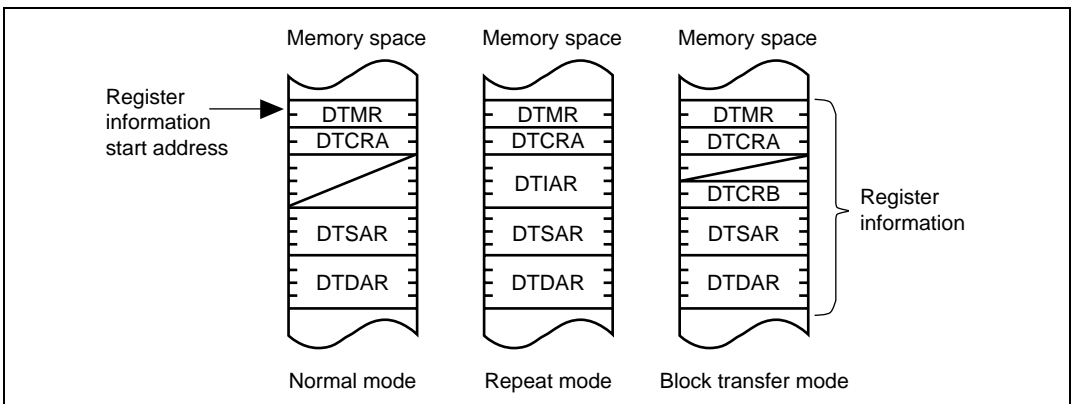 Memory space Memory space Memory space
Register
information
start address
DTMR DTMR DTMR
DTCRA DTCRA DTCRA
DTIAR
DTCRB
DTSAR DTSAR DTSAR
DTDAR DTDAR DTDAR
Register
information
Normal mode Repeat mode Block transfer mode